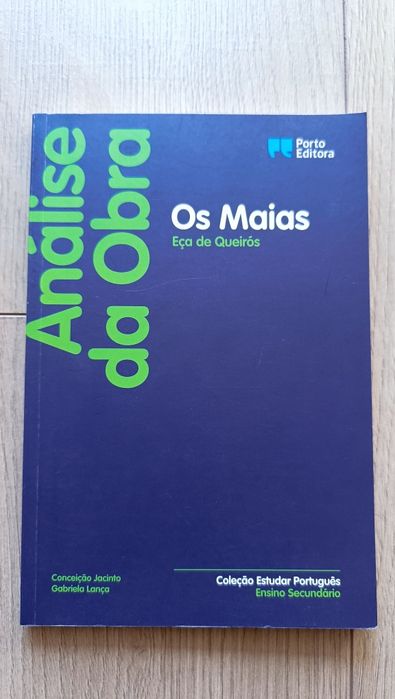 Análise
da Obra
Porto
Editora
Os Maias
Eça de Queirós
Conceição Jacinto
Gabriela Lança
Coleção Estudar Português
Ensino Secundário